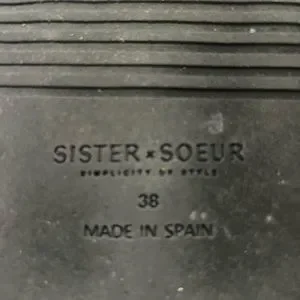 SISTER × SOEUR
SIMPLICITY OF STYLE
38
MADE IN SPAIN